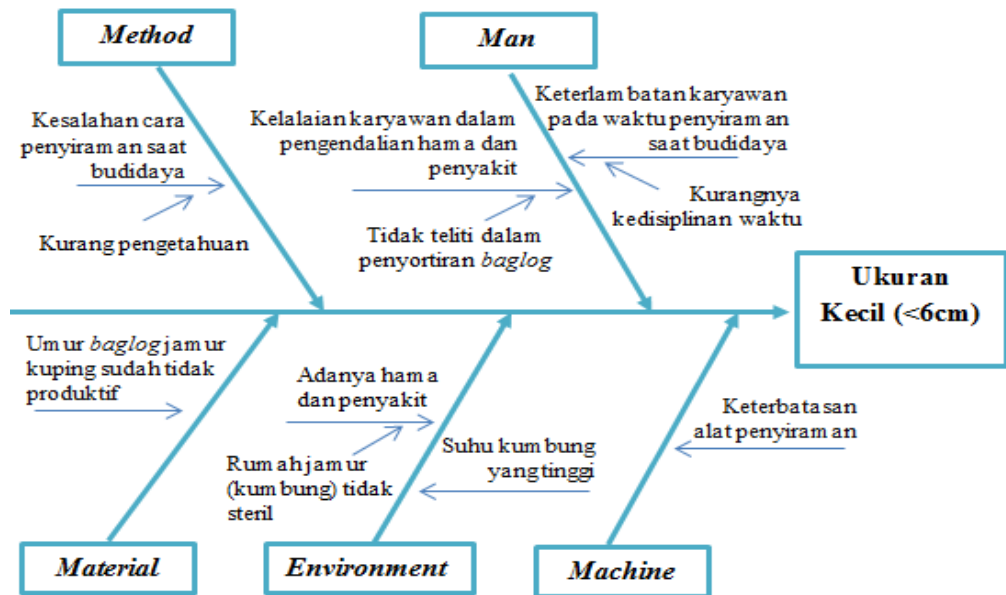 Method
Man
Kesalahan cara
penyiraman saat
budidaya
Kurang pengetahuan
Kelalaian karyawan dalam
pengendalian hama dan
penyakit
Tidak teliti dalam
penyortiran baglog
Keterlambatan karyawan
pada waktu penyiraman
saat budidaya
Kurangnya
kedisiplinan waktu
Ukuran
Kecil (<6cm)
Umur baglog jamur
kuping sudah tidak
produktif
Adanya hama
dan penyakit
Rumah jamur
(kumbung) tidak
steril
Suhu kumbung
yang tinggi
Keterbatasan
alat penyiraman
Material
Environment
Machine